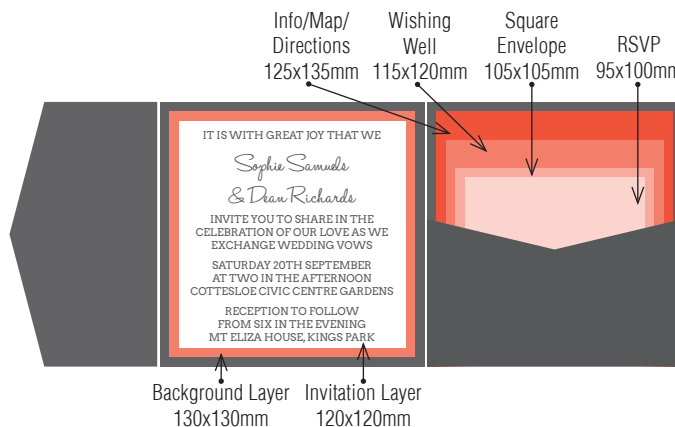 Info/Map/
Directions
125x135mm
Wishing
Well
115x120mm
Square
Envelope
105x105mm
RSVP
95x100mm
IT IS WITH GREAT JOY THAT WE
Sophie Samuels
& Dean Richards
INVITE YOU TO SHARE IN THE
CELEBRATION OF OUR LOVE AS WE
EXCHANGE WEDDING VOWS
SATURDAY 20TH SEPTEMBER
AT TWO IN THE AFTERNOON
COTTESLOE CIVIC CENTRE GARDENS
RECEPTION TO FOLLOW
FROM SIX IN THE EVENING
MT ELIZA HOUSE, KINGS PARK
Background Layer
130x130mm
Invitation Layer
120x120mm